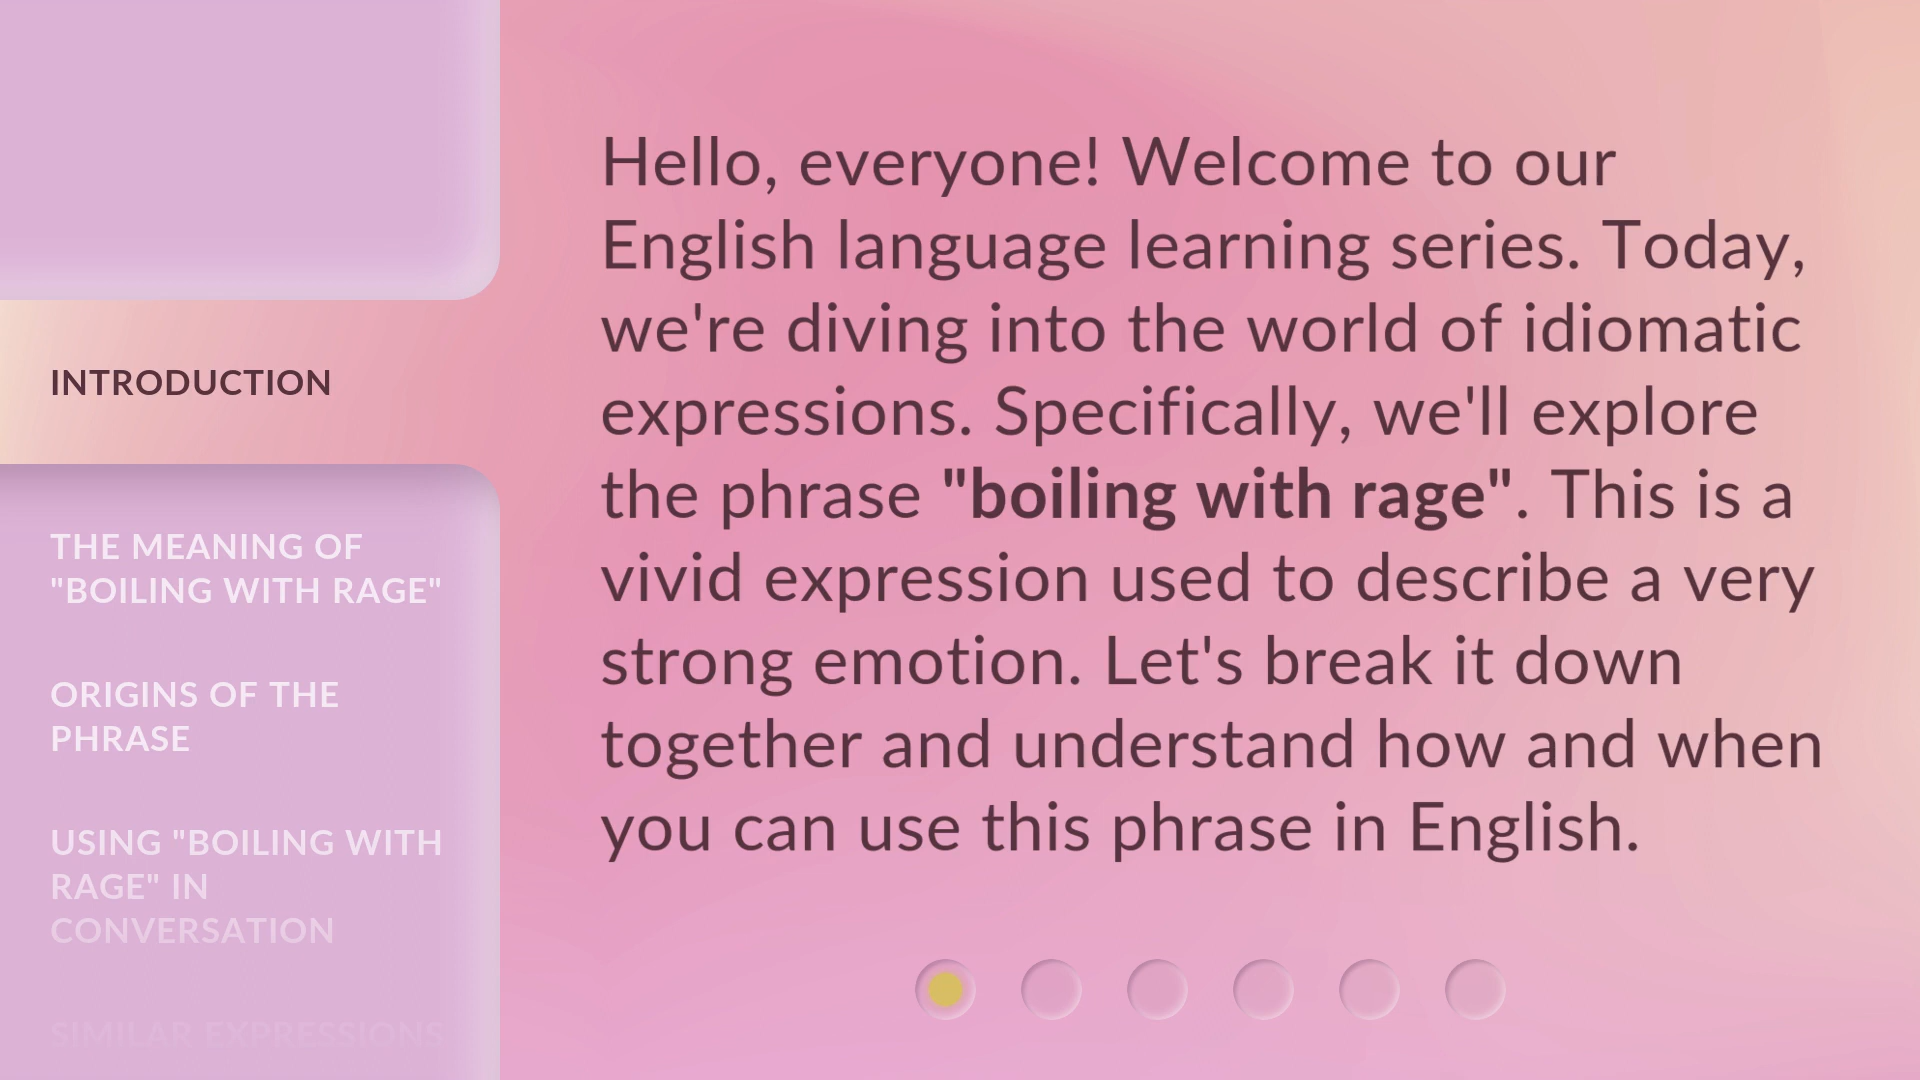 INTRODUCTION
THE MEANING OF
"BOILING WITH RAGE"
ORIGINS OF THE
PHRASE
USING "BOILING WITH
RAGE" IN
CONVERSATION
SIMILAR EXPRESSIONS
Hello, everyone! Welcome to our
English language learning series. Today,
we're diving into the world of idiomatic
expressions. Specifically, we'll explore
the phrase "boiling with rage". This is a
vivid expression used to describe a very
strong emotion. Let's break it down
together and understand how and when
you can use this phrase in English.